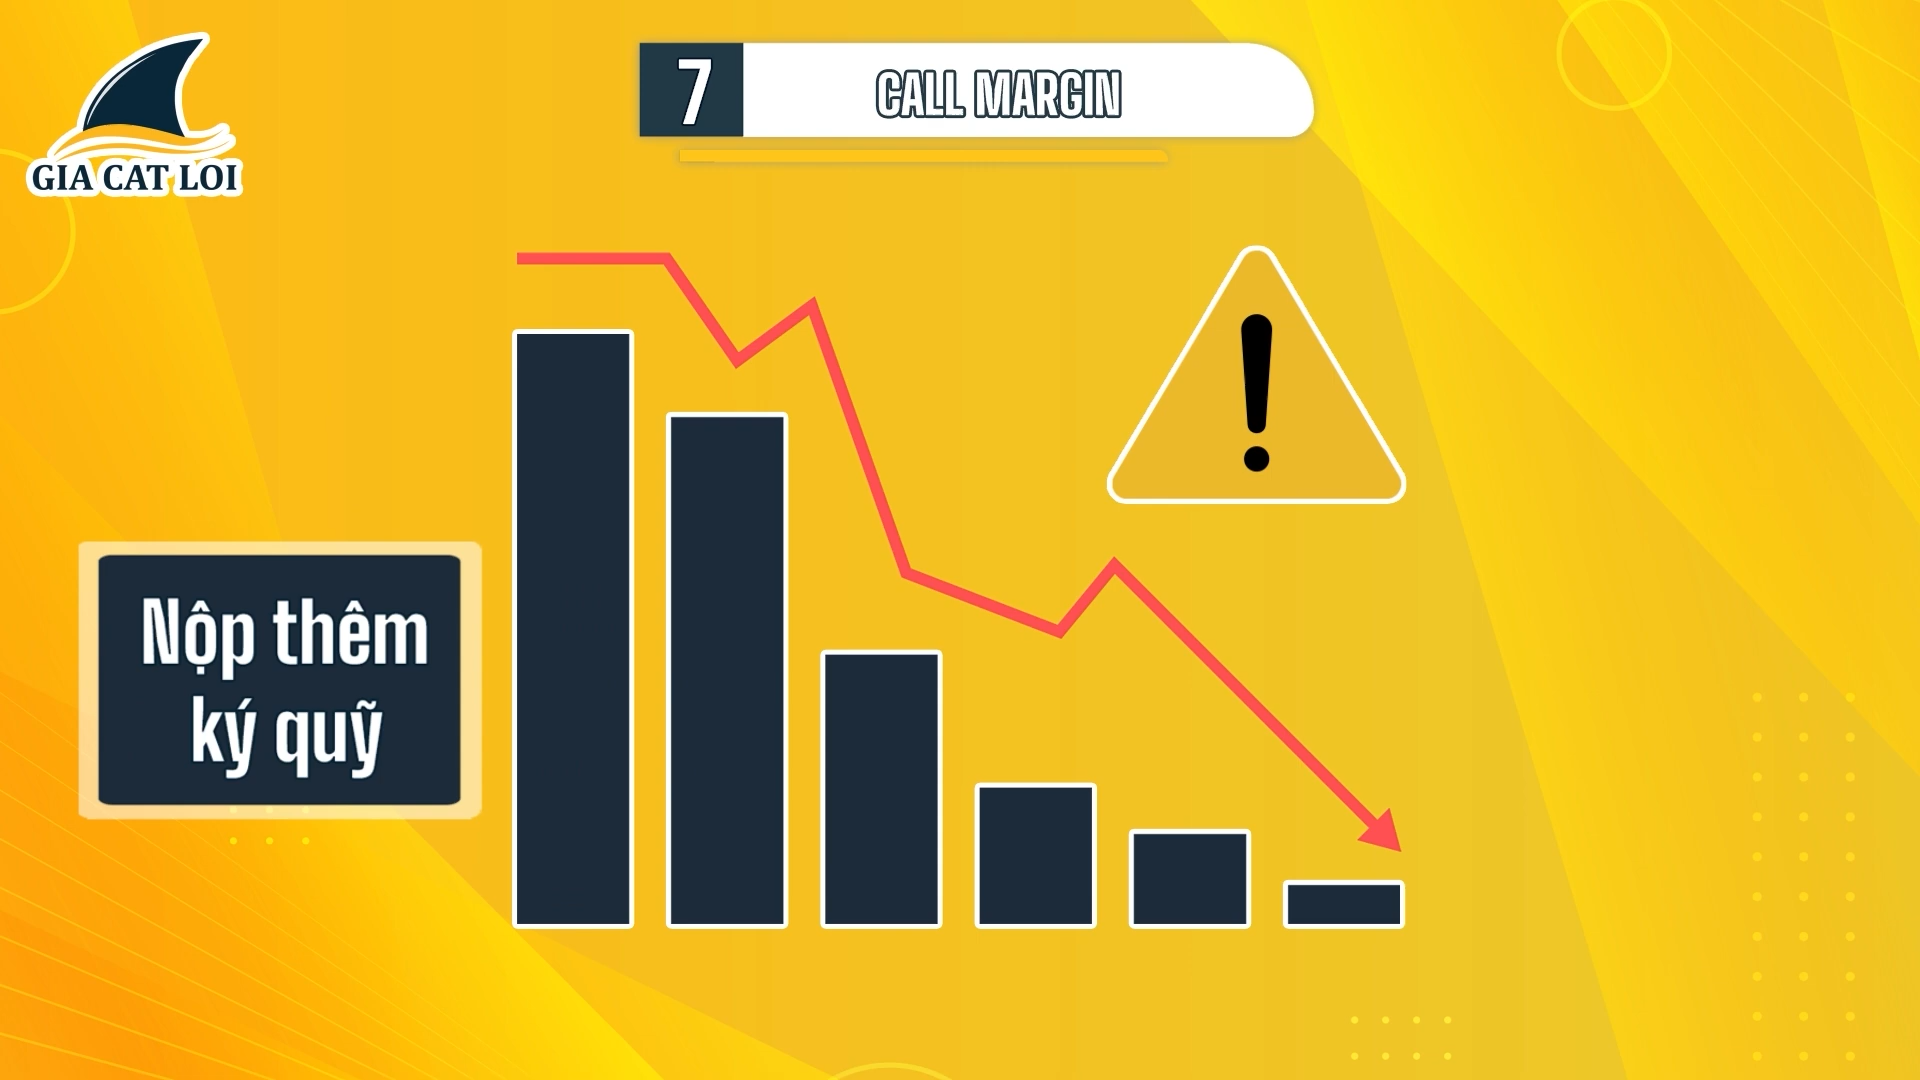 GIA CAT LOI
7
CALL MARGIN
!
Nộp thêm
ký quỹ